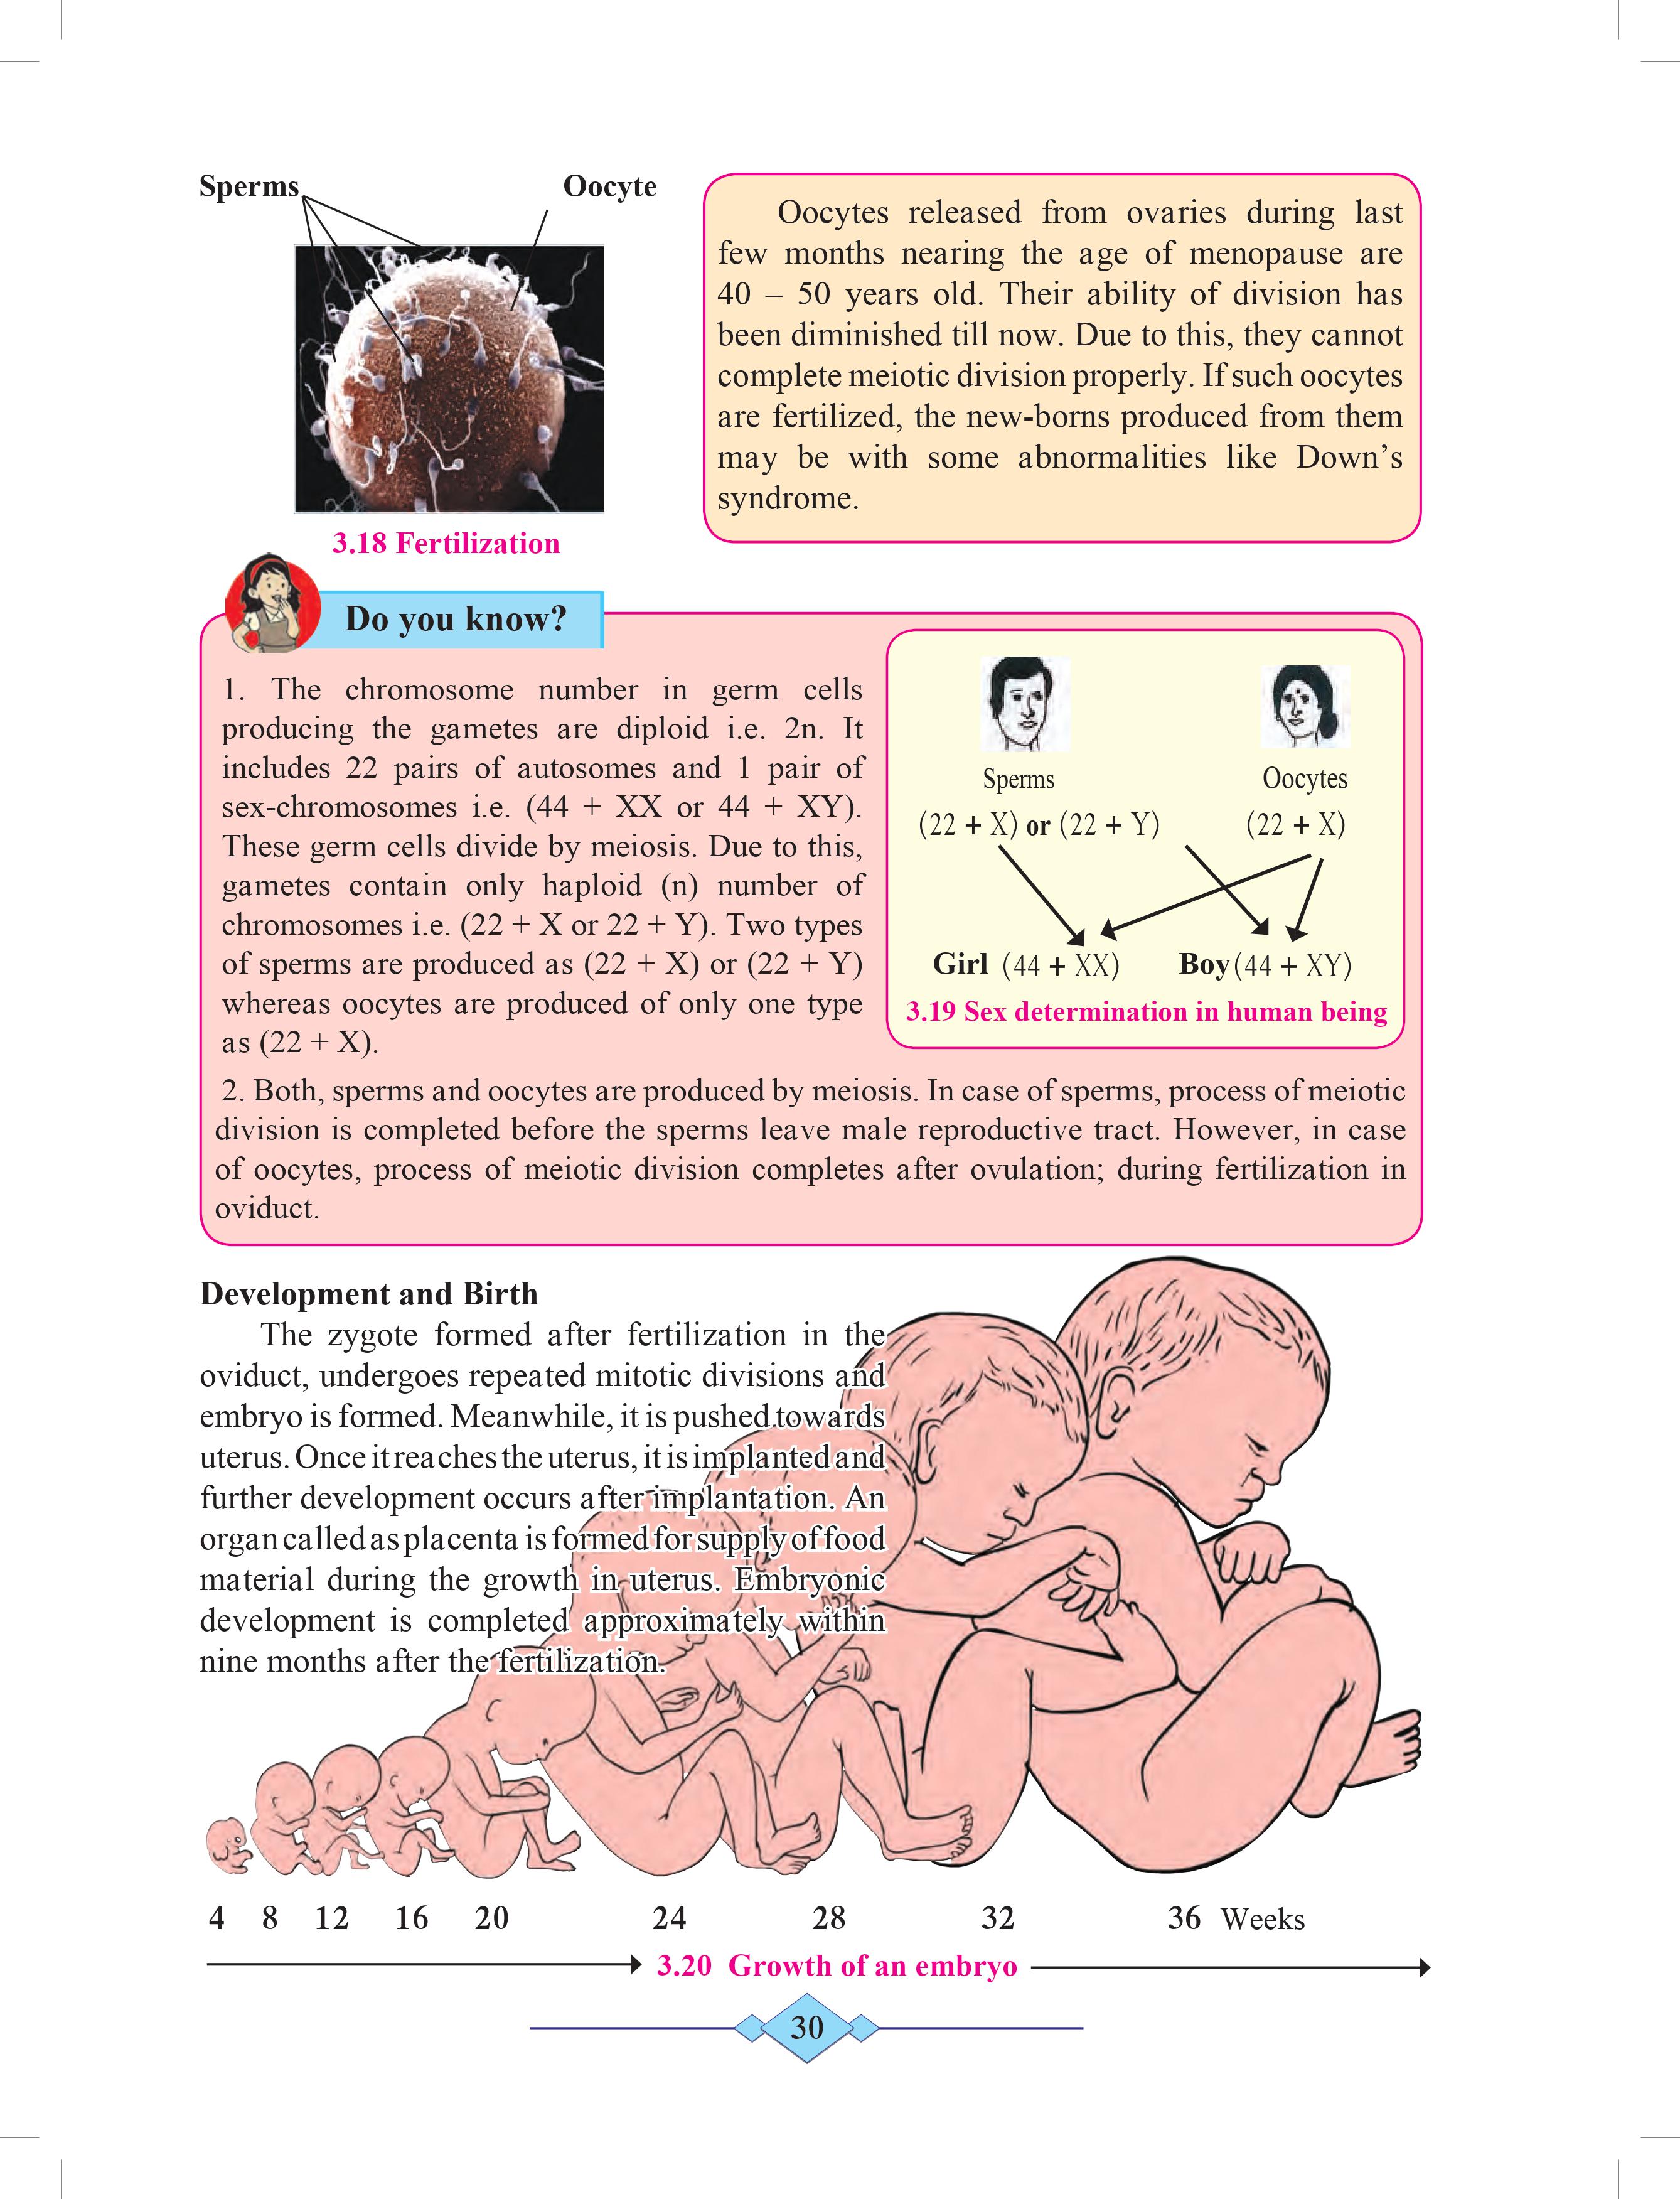 Sperms
Oocyte
3.18 Fertilization
Oocytes released from ovaries during last
few months nearing the age of menopause are
40 – 50 years old. Their ability of division has
been diminished till now. Due to this, they cannot
complete meiotic division properly. If such oocytes
are fertilized, the new-borns produced from them
may be with some abnormalities like Down’s
syndrome.
Do you know?
1. The chromosome number in germ cells
producing the gametes are diploid i.e. 2n. It
includes 22 pairs of autosomes and 1 pair of
sex-chromosomes i.e. (44 + XX or 44 + XY).
These germ cells divide by meiosis. Due to this,
gametes contain only haploid (n) number of
chromosomes i.e. (22 + X or 22 + Y). Two types
of sperms are produced as (22 + X) or (22 + Y)
whereas oocytes are produced of only one type
as (22 + X).
Sperms
Oocytes
(22 + X) or (22 + Y)
(22 + X)
Girl (44 + XX)
Boy (44 + XY)
3.19 Sex determination in human being
2. Both, sperms and oocytes are produced by meiosis. In case of sperms, process of meiotic
division is completed before the sperms leave male reproductive tract. However, in case
of oocytes, process of meiotic division completes after ovulation; during fertilization in
oviduct.
Development and Birth
The zygote formed after fertilization in the
oviduct, undergoes repeated mitotic divisions and
embryo is formed. Meanwhile, it is pushed towards
uterus. Once it reaches the uterus, it is implanted and
further development occurs after implantation. An
organ called as placenta is formed for supply of food
material during the growth in uterus. Embryonic
development is completed approximately within
nine months after the fertilization.
4 8 12 16 20 24 28 32 36 Weeks
3.20 Growth of an embryo
30